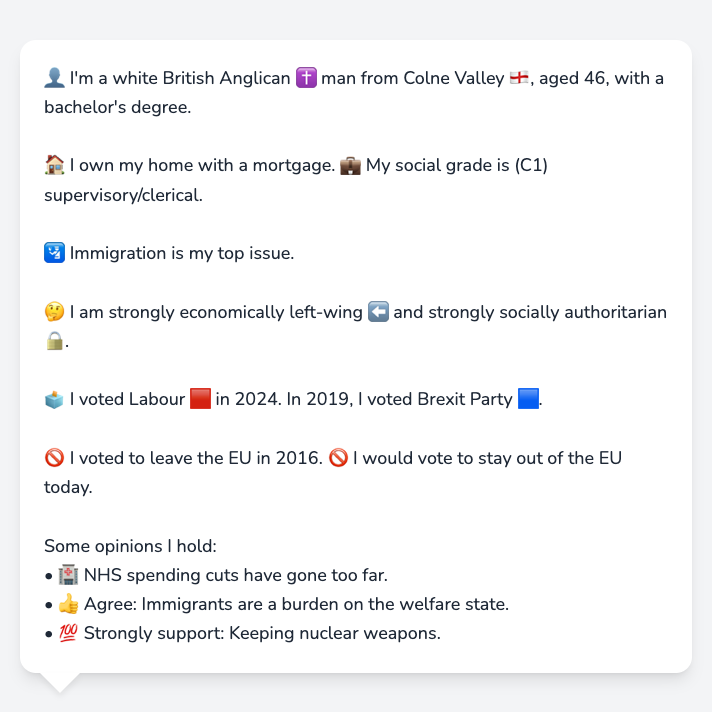 👤 I'm a white British Anglican ✝️ man from Colne Valley 🏴󠁧󠁢󠁥󠁮󠁧󠁿, aged 46, with a
bachelor's degree.
🏠 I own my home with a mortgage. 💼 My social grade is (C1)
supervisory/clerical.
🛂 Immigration is my top issue.
🤔 I am strongly economically left-wing ⬅️ and strongly socially authoritarian
🔒.
🗳️ I voted Labour 🟥 in 2024. In 2019, I voted Brexit Party 🟦.
🚫 I voted to leave the EU in 2016. 🚫 I would vote to stay out of the EU
today.
Some opinions I hold:
• 🏥 NHS spending cuts have gone too far.
• 👍 Agree: Immigrants are a burden on the welfare state.
• 💯 Strongly support: Keeping nuclear weapons.